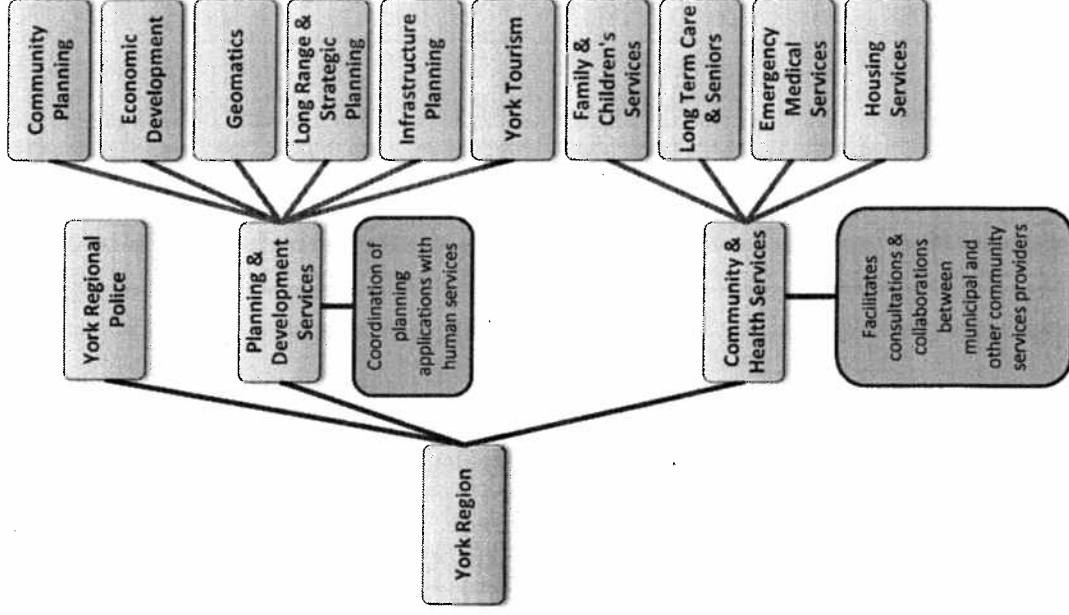 York Region
York Regional
Police
Planning &
Development
Services
Coordination of
planning
applications with
human services
Community &
Health Services
Facilitates
consultations &
collaborations
between
municipal and
other community
services providers
Community
Planning
Economic
Development
Geomatics
Long Range &
Strategic
Planning
Infrastructure
Planning
York Tourism
Family &
Children's
Services
Long Term Care
& Seniors
Emergency
Medical
Services
Housing
Services